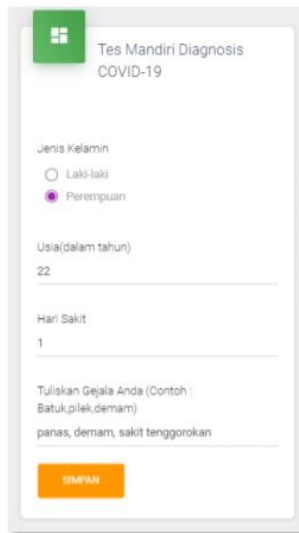 Tes Mandiri Diagnosis
COVID-19
Jenis Kelamin
Laki-laki
Perempuan
Usia(dalam tahun)
22
Hari Sakit
1
Tuliskan Gejala Anda (Contoh :
Batuk,pilek,demam)
panas, demam, sakit tenggorokan
SIMPAN